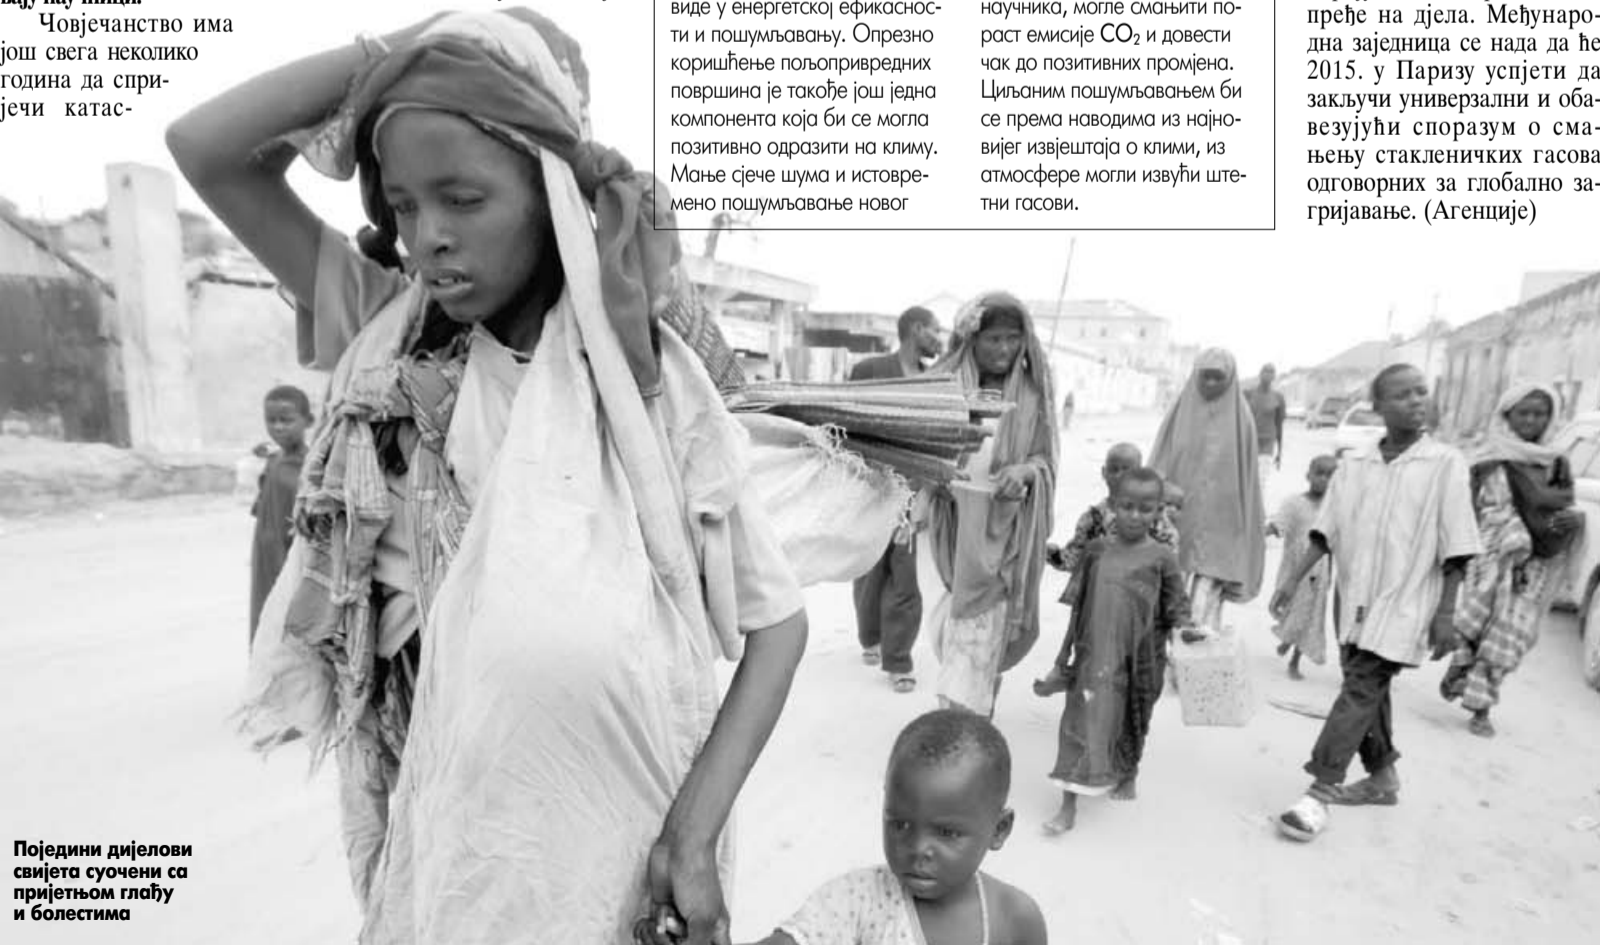 Човјечанство има
још свега неколико
година да спри-
јечи катас-
виде у енергетској ефикаснос-
ти и пошумљавању. Опрезно
коришћење пољопривредних
површина је такође још једна
компонента која би се могла
позитивно одразити на климу.
Мање сјече шума и истовре-
мено пошумљавање новог
научника, могле смањити по-
раст емисије CO₂ и довести
чак до позитивних промјена.
Циљаним пошумљавањем би
се према наводима из најно-
вијег извјештаја о клими, из
атмосфере могли извући ште-
тни гасови.
пређе на дјела. Међунаро-
дна заједница се нада да ће
2015. у Паризу успјети да
закључи универзални и оба-
везујући споразум о сма-
њењу стакленичких гасова
одговорних за глобално за-
гријавање. (Агенције)
Поједини дијелови
свијета суочени са
пријетњом глађу
и болестима